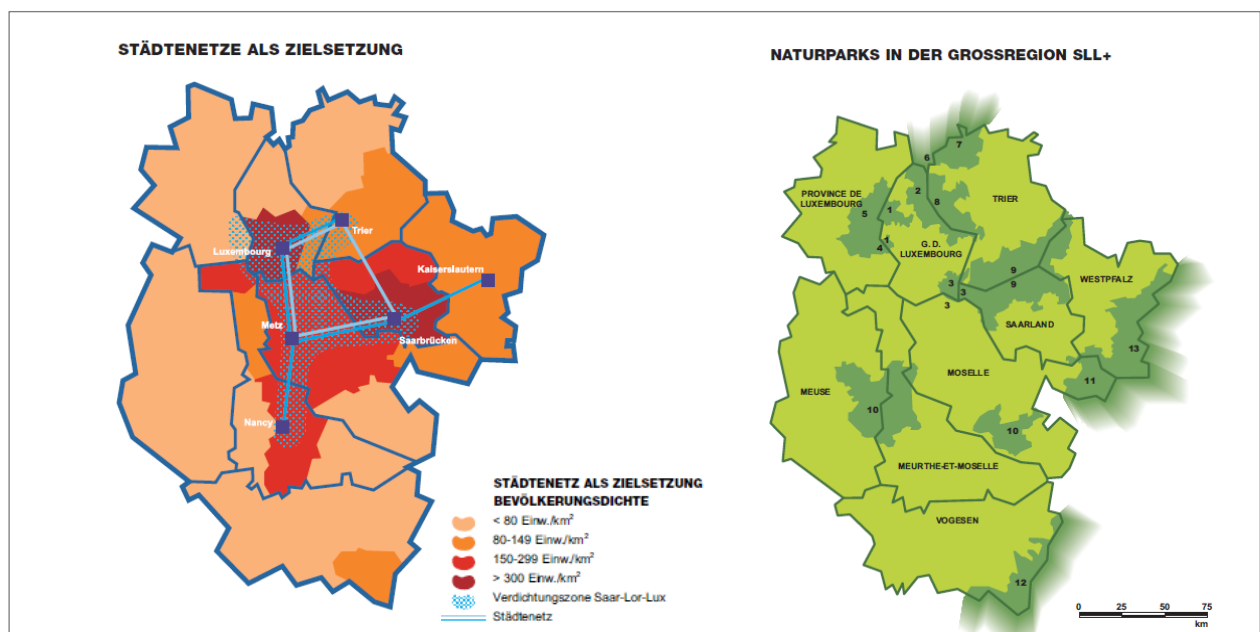 STÄDTENETZE ALS ZIELSETZUNG
Trier
Luxembourg
Kaiserslautern
Metz
Saarbrücken
Nancy
STÄDTENETZ ALS ZIELSETZUNG
BEVÖLKERUNGSDICHTE
< 80 Einw./km²
80-149 Einw./km²
150-299 Einw./km²
> 300 Einw./km²
Verdichtungszone Saar-Lor-Lux
Städtenetz
NATURPARKS IN DER GROSSREGION SLL+
7
6
PROVINCE DE
LUXEMBOURG
2
TRIER
5
1
8
1
4
G. D.
LUXEMBOURG
9
9
WESTPFALZ
3
3
3
SAARLAND
13
MOSELLE
11
MEUSE
10
10
MEURTHE-ET-MOSELLE
VOGESEN
12
0 25 50 75
km